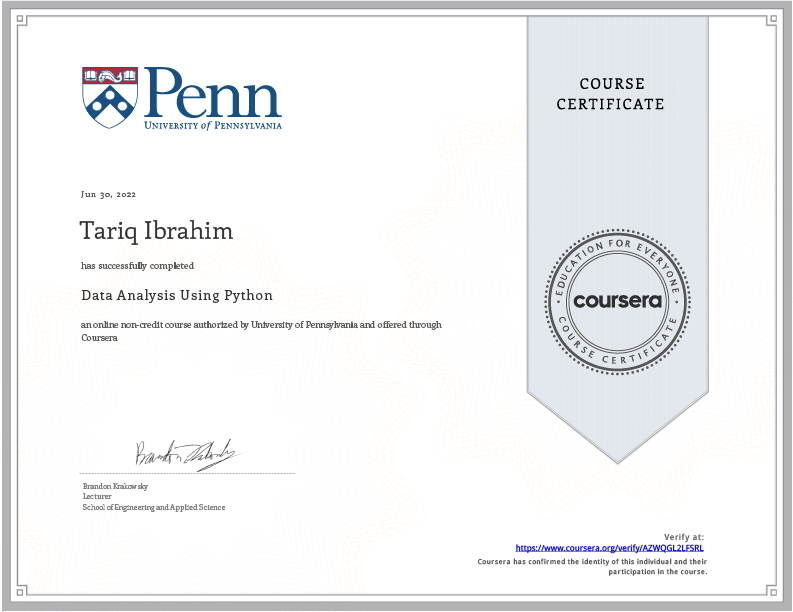 Penn
UNIVERSITY of PENNSYLVANIA
COURSE
CERTIFICATE
Jun 30, 2022
Tariq Ibrahim
has successfully completed
Data Analysis Using Python
an online non-credit course authorized by University of Pennsylvania and offered through
Coursera
EDUCATION FOR EVERYONE
coursera
COURSE CERTIFICATE
Brandon Krakowsky
Lecturer
School of Engineering and Applied Science
Verify at:
https://www.coursera.org/verify/AZWQGL2LFSRL
Coursera has confirmed the identity of this individual and their
participation in the course.